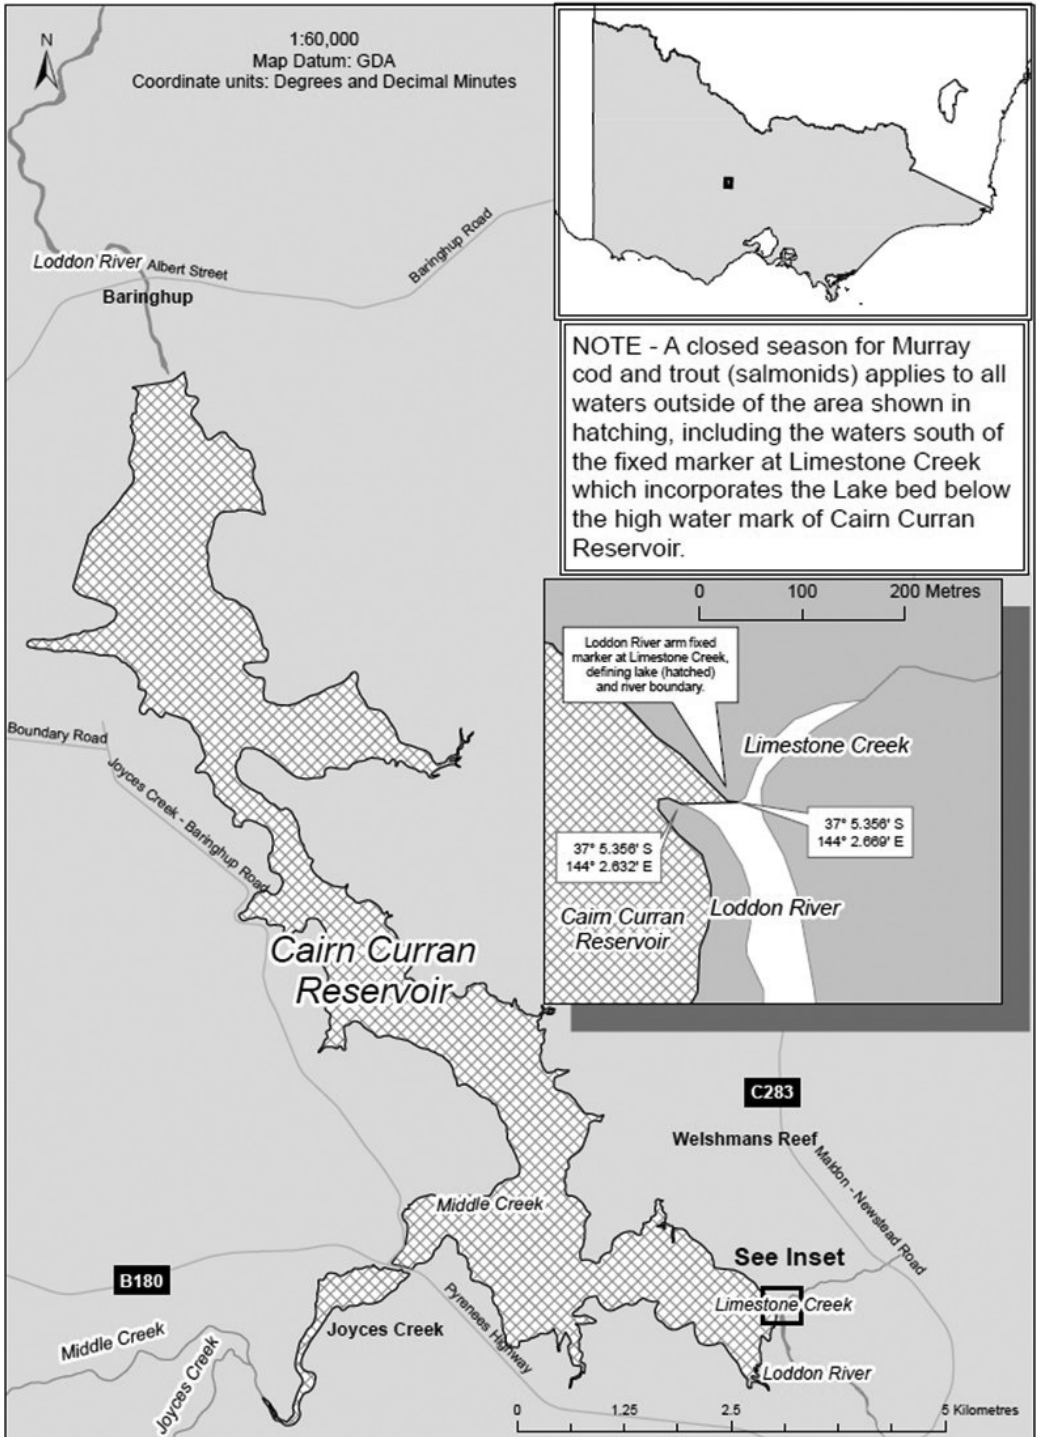 N
1:60,000
Map Datum: GDA
Coordinate units: Degrees and Decimal Minutes
Loddon River
Albert Street
Baringhup
Baringhup Road
NOTE - A closed season for Murray
cod and trout (salmonids) applies to all
waters outside of the area shown in
hatching, including the waters south of
the fixed marker at Limestone Creek
which incorporates the Lake bed below
the high water mark of Cairn Curran
Reservoir.
0 100 200 Metres
Loddon River arm fixed
marker at Limestone Creek,
defining lake (hatched)
and river boundary.
Limestone Creek
37° 5.356' S
144° 2.669' E
37° 5.356' S
144° 2.632' E
Loddon River
Cairn Curran
Reservoir
Boundary Road
Joyces Creek - Baringhup Road
Cairn Curran
Reservoir
C283
Welshmans Reef
Maldon - Newstead Road
Middle Creek
See Inset
Limestone Creek
B180
Pyrenees Highway
Joyces Creek
Middle Creek
Joyces Creek
Loddon River
0 1.25 2.5 5 Kilometres